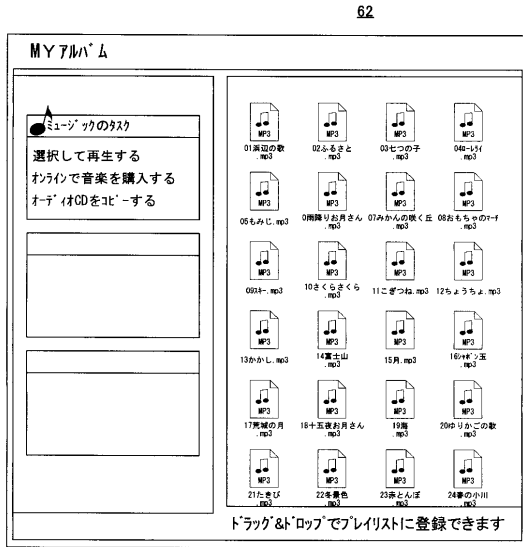 62
MYアルバム
ミュージックのタスク
選択して再生する
オンラインで音楽を購入する
オーディオCDをコピーする
MP3 MP3 MP3 MP3
01浜辺の歌.mp3 02ふるさと.mp3 03七つの子.mp3 04ローレライ.mp3
MP3 MP3 MP3 MP3
05もみじ.mp3 0雨降りお月さん.mp3 07みかんの咲く丘.mp3 08おもちゃのマーチ.mp3
MP3 MP3 MP3 MP3
09スキー.mp3 10さくらさくら.mp3 11こぎつね.mp3 12ちょうちょ.mp3
MP3 MP3 MP3 MP3
13かかし.mp3 14富士山.mp3 15月.mp3 16シャボン玉.mp3
MP3 MP3 MP3 MP3
17荒城の月.mp3 18十五夜お月さん.mp3 19海.mp3 20ゆりかごの歌.mp3
MP3 MP3 MP3 MP3
21たきび.mp3 22冬景色.mp3 23赤とんぼ.mp3 24春の小川.mp3
ドラッグ&ドロップでプレイリストに登録できます